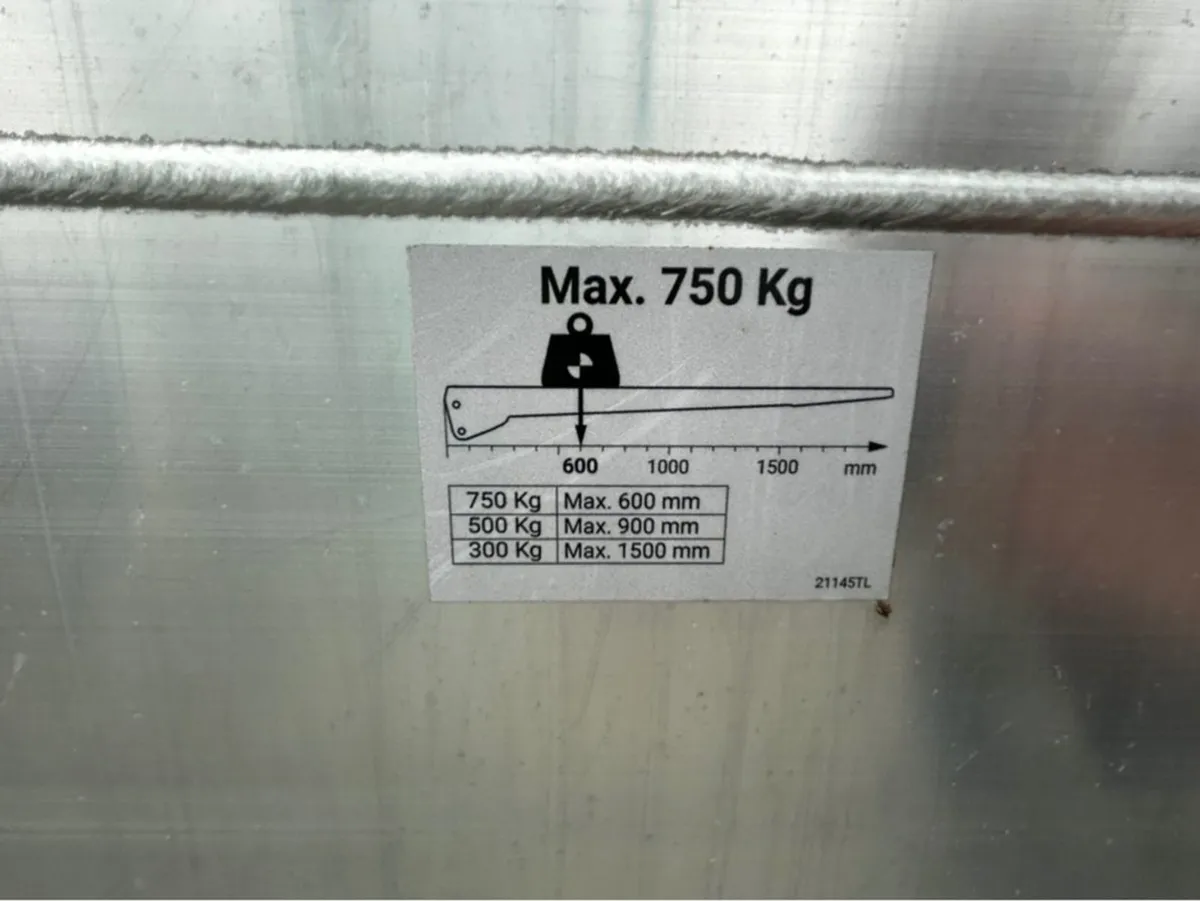 Max. 750 Kg
600 1000 1500 mm
750 Kg Max. 600 mm
500 Kg Max. 900 mm
300 Kg Max. 1500 mm
21145TL